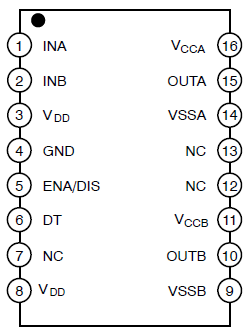 1 INA VCCA 16
2 INB OUTA 15
3 VDD VSSA 14
4 GND NC 13
5 ENA/DIS NC 12
6 DT VCCB 11
7 NC OUTB 10
8 VDD VSSB 9